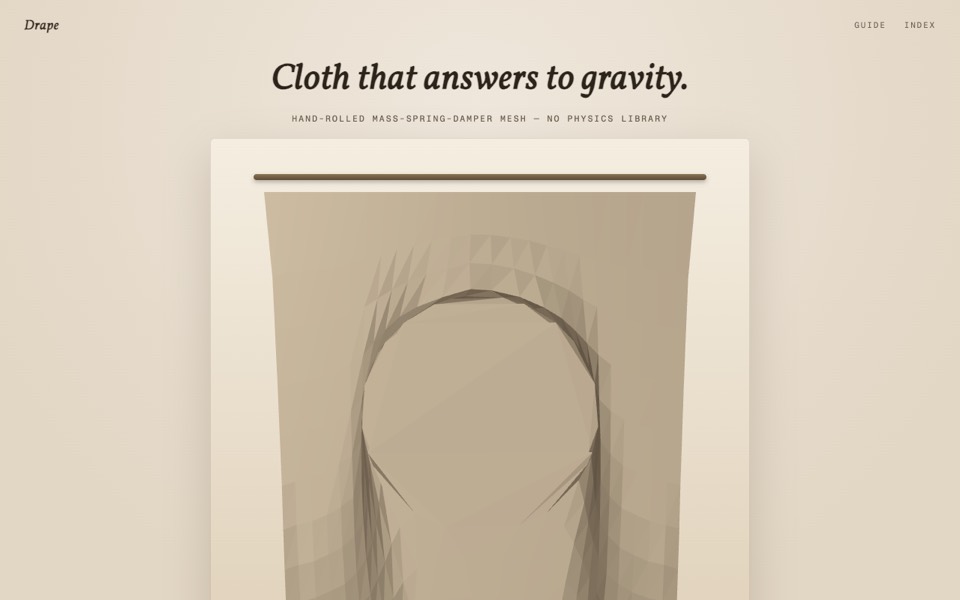 Drape
GUIDE INDEX
Cloth that answers to gravity.
HAND-ROLLED MASS-SPRING-DAMPER MESH — NO PHYSICS LIBRARY